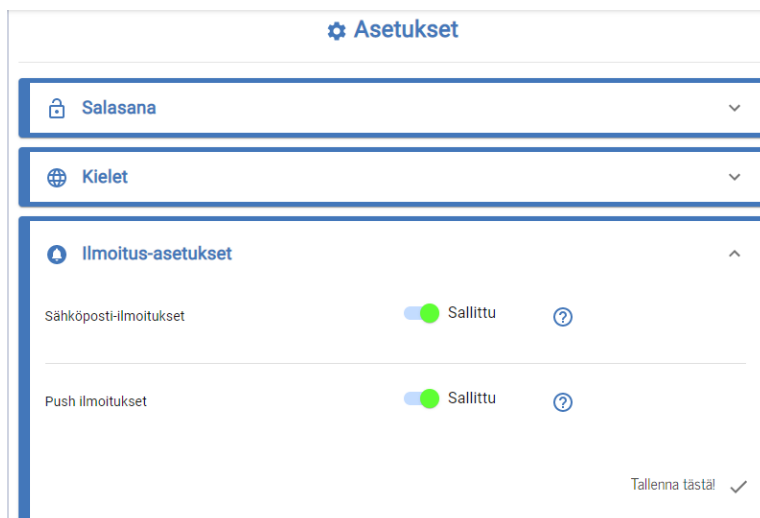 Asetukset
Salasana
Kielet
Ilmoitus-asetukset
Sähköposti-ilmoitukset Sallittu ?
Push ilmoitukset Sallittu ?
Tallenna tästä!